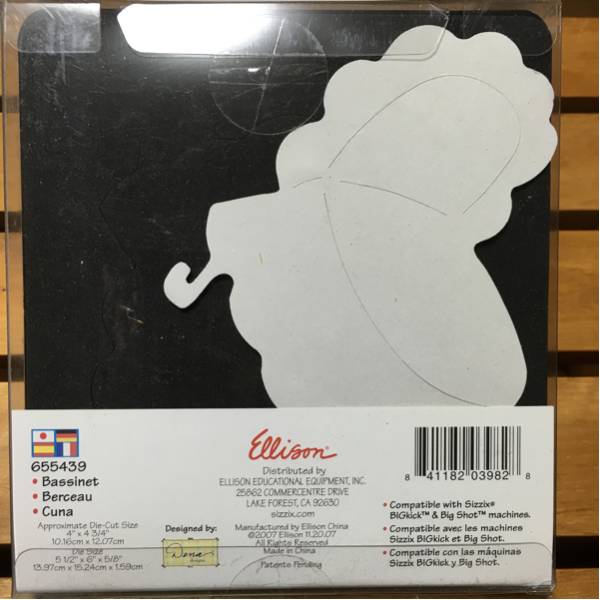 655439
• Bassinet
• Berceau
• Cuna
Approximate Die-Cut Size
4" x 4 3/4"
10.16cm x 12.07cm
Die Size
5 1/2" x 6" x 5/8"
13.97cm x 15.24cm x 1.59cm
Designed by:
Dena
designs
Ellison®
Distributed by
ELLISON EDUCATIONAL EQUIPMENT, INC.
25862 COMMERCENTRE DRIVE
LAKE FOREST, CA 92630
sizzix.com
Manufactured by Ellison China
©2007 Ellison 11.20.07
All Rights Reserved
Made in China
Patents Pending
8 41182 03982 8
• Compatible with Sizzix®
BIGkick™ & Big Shot™ machines.
• Compatible avec les machines
Sizzix BIGkick et Big Shot.
• Compatible con las máquinas
Sizzix BIGkick y Big Shot.